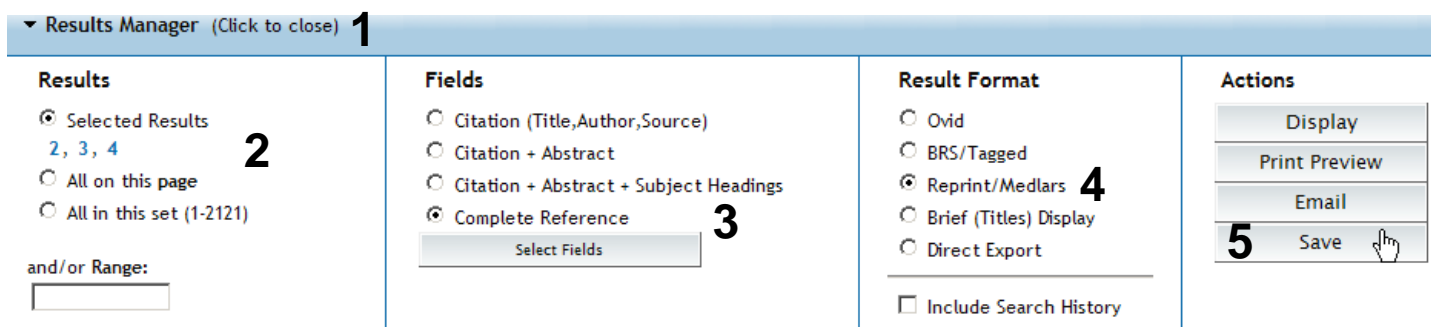 Results Manager (Click to close) 1
Results
Selected Results
2, 3, 4
2
All on this page
All in this set (1-2121)
and/or Range:
Fields
Citation (Title,Author,Source)
Citation + Abstract
Citation + Abstract + Subject Headings
Complete Reference
3
Select Fields
Result Format
Ovid
BRS/Tagged
Reprint/Medlars 4
Brief (Titles) Display
Direct Export
Include Search History
Actions
Display
Print Preview
Email
5 Save